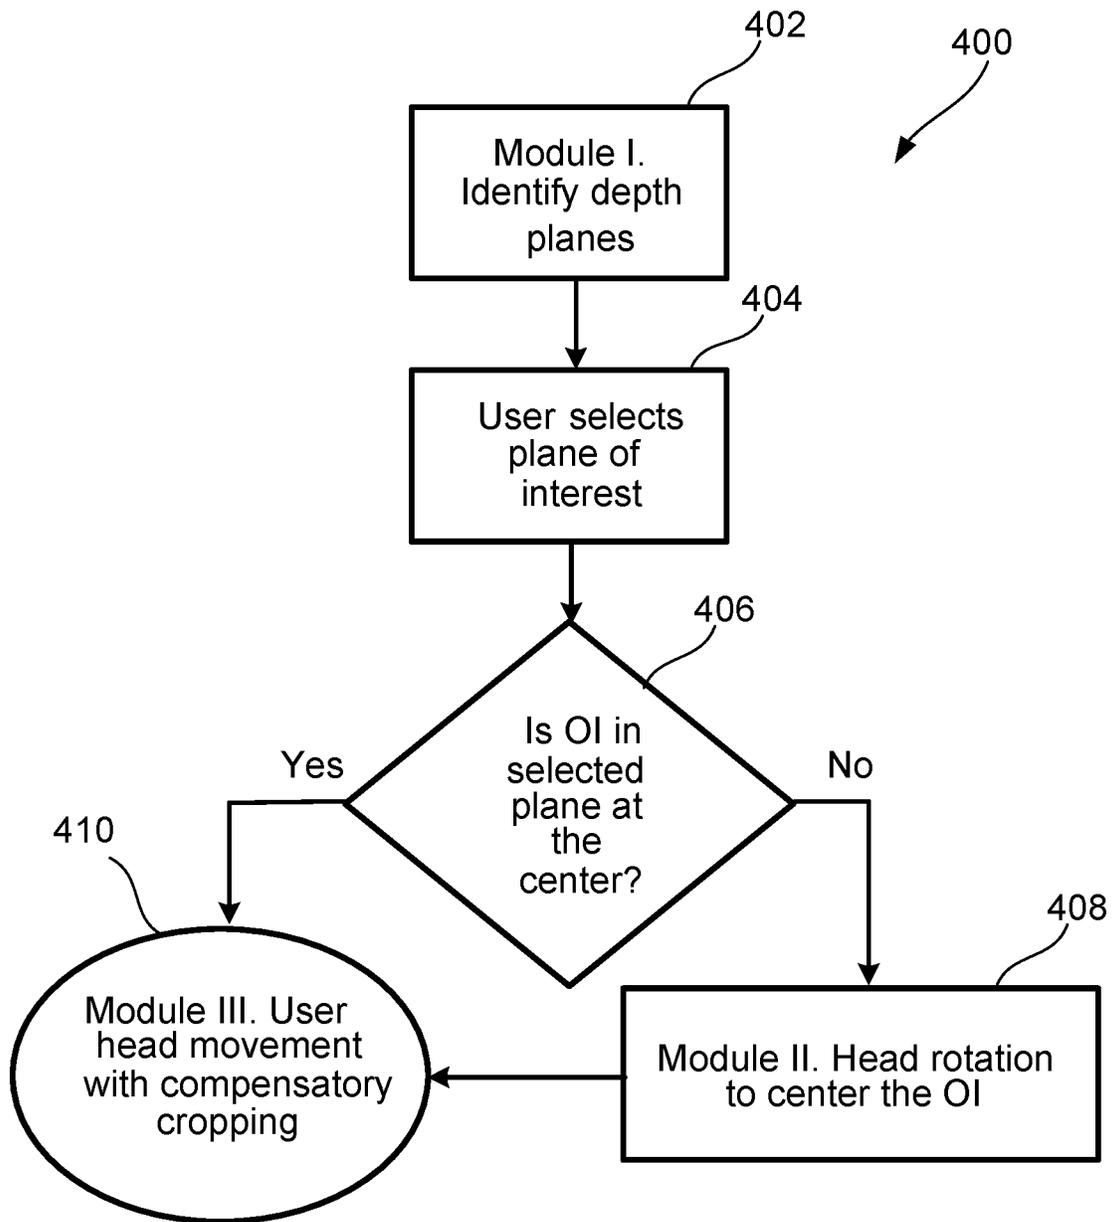 402
400
Module I.
Identify depth
planes
404
User selects
plane of
interest
406
Is OI in
selected
plane at
the
center?
Yes
No
410
408
Module III. User
head movement
with compensatory
cropping
Module II. Head rotation
to center the OI